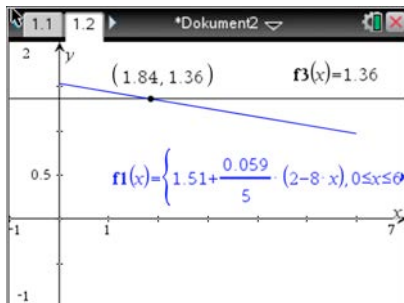 1.1 1.2 *Dokument2
2 y
(1.84, 1.36) f3(x)=1.36
0.5 f1(x)={1.51+0.059/5·(2-8·x),0≤x≤6
x
-1 1 7
-1